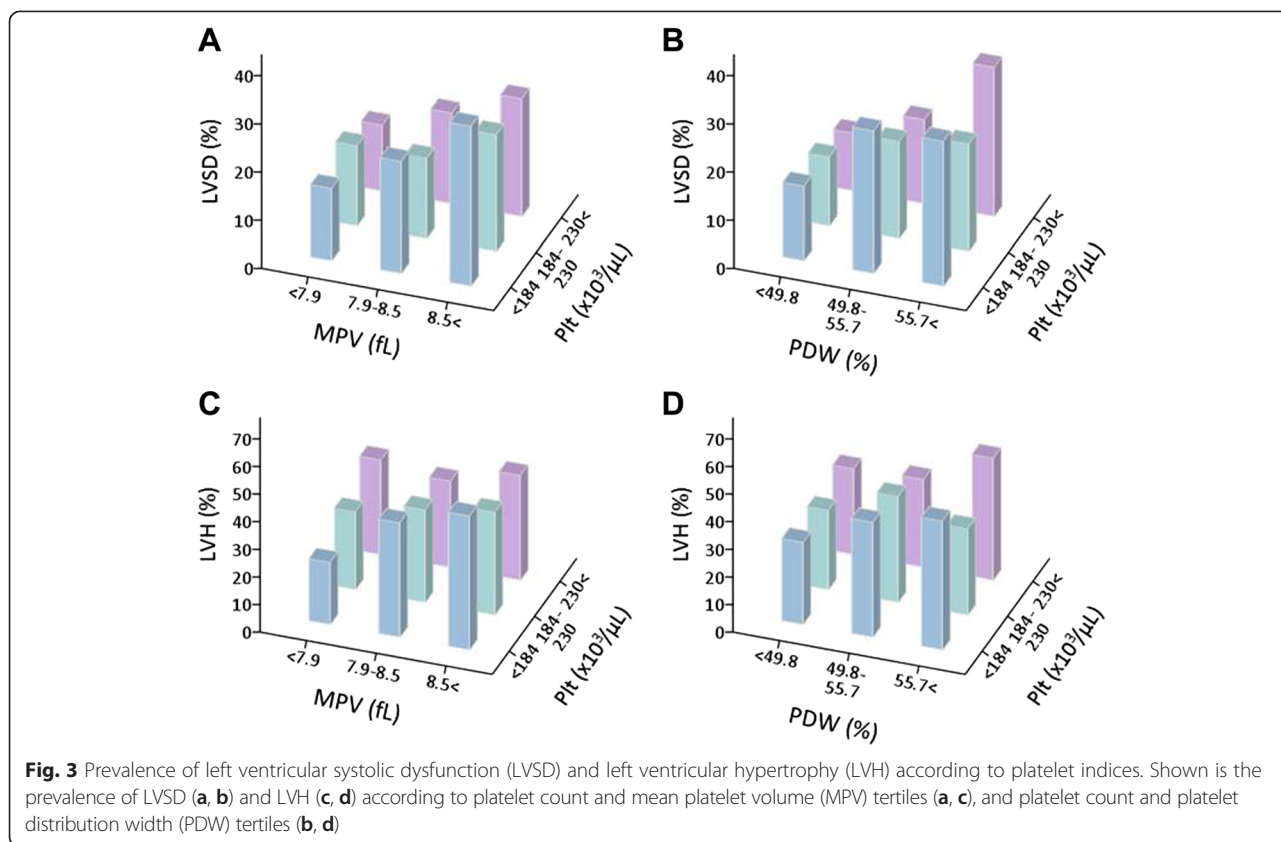 A
40
30
20
10
0
LVSD (%)
<7.9
7.9-8.5
8.5<
MPV (fL)
<184
184-
230
230<
Plt (x10³/µL)
B
40
30
20
10
0
LVSD (%)
<49.8
49.8-
55.7
55.7<
PDW (%)
<184
184-
230
230<
Plt (x10³/µL)
C
70
60
50
40
30
20
10
0
LVH (%)
<7.9
7.9-8.5
8.5<
MPV (fL)
<184
184-
230
230<
Plt (x10³/µL)
D
70
60
50
40
30
20
10
0
LVH (%)
<49.8
49.8-
55.7
55.7<
PDW (%)
<184
184-
230
230<
Plt (x10³/µL)
Fig. 3 Prevalence of left ventricular systolic dysfunction (LVSD) and left ventricular hypertrophy (LVH) according to platelet indices. Shown is the
prevalence of LVSD (a, b) and LVH (c, d) according to platelet count and mean platelet volume (MPV) tertiles (a, c), and platelet count and platelet
distribution width (PDW) tertiles (b, d)